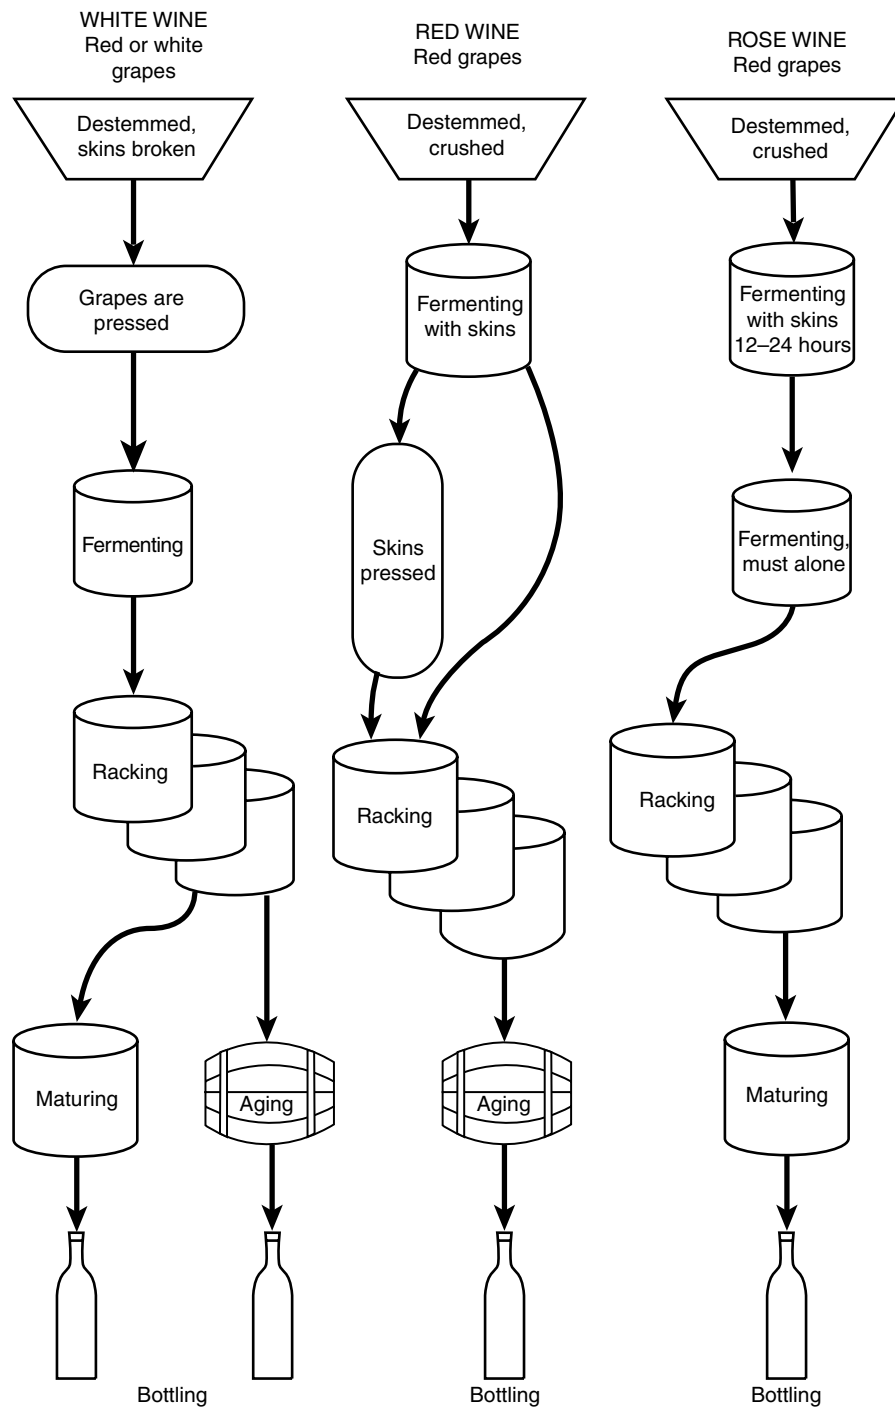 WHITE WINE
Red or white
grapes
Destemmed,
skins broken
Grapes are
pressed
Fermenting
Racking
Maturing
Aging
Bottling
RED WINE
Red grapes
Destemmed,
crushed
Fermenting
with skins
Skins
pressed
Racking
Aging
Bottling
ROSE WINE
Red grapes
Destemmed,
crushed
Fermenting
with skins
12–24 hours
Fermenting,
must alone
Racking
Maturing
Bottling